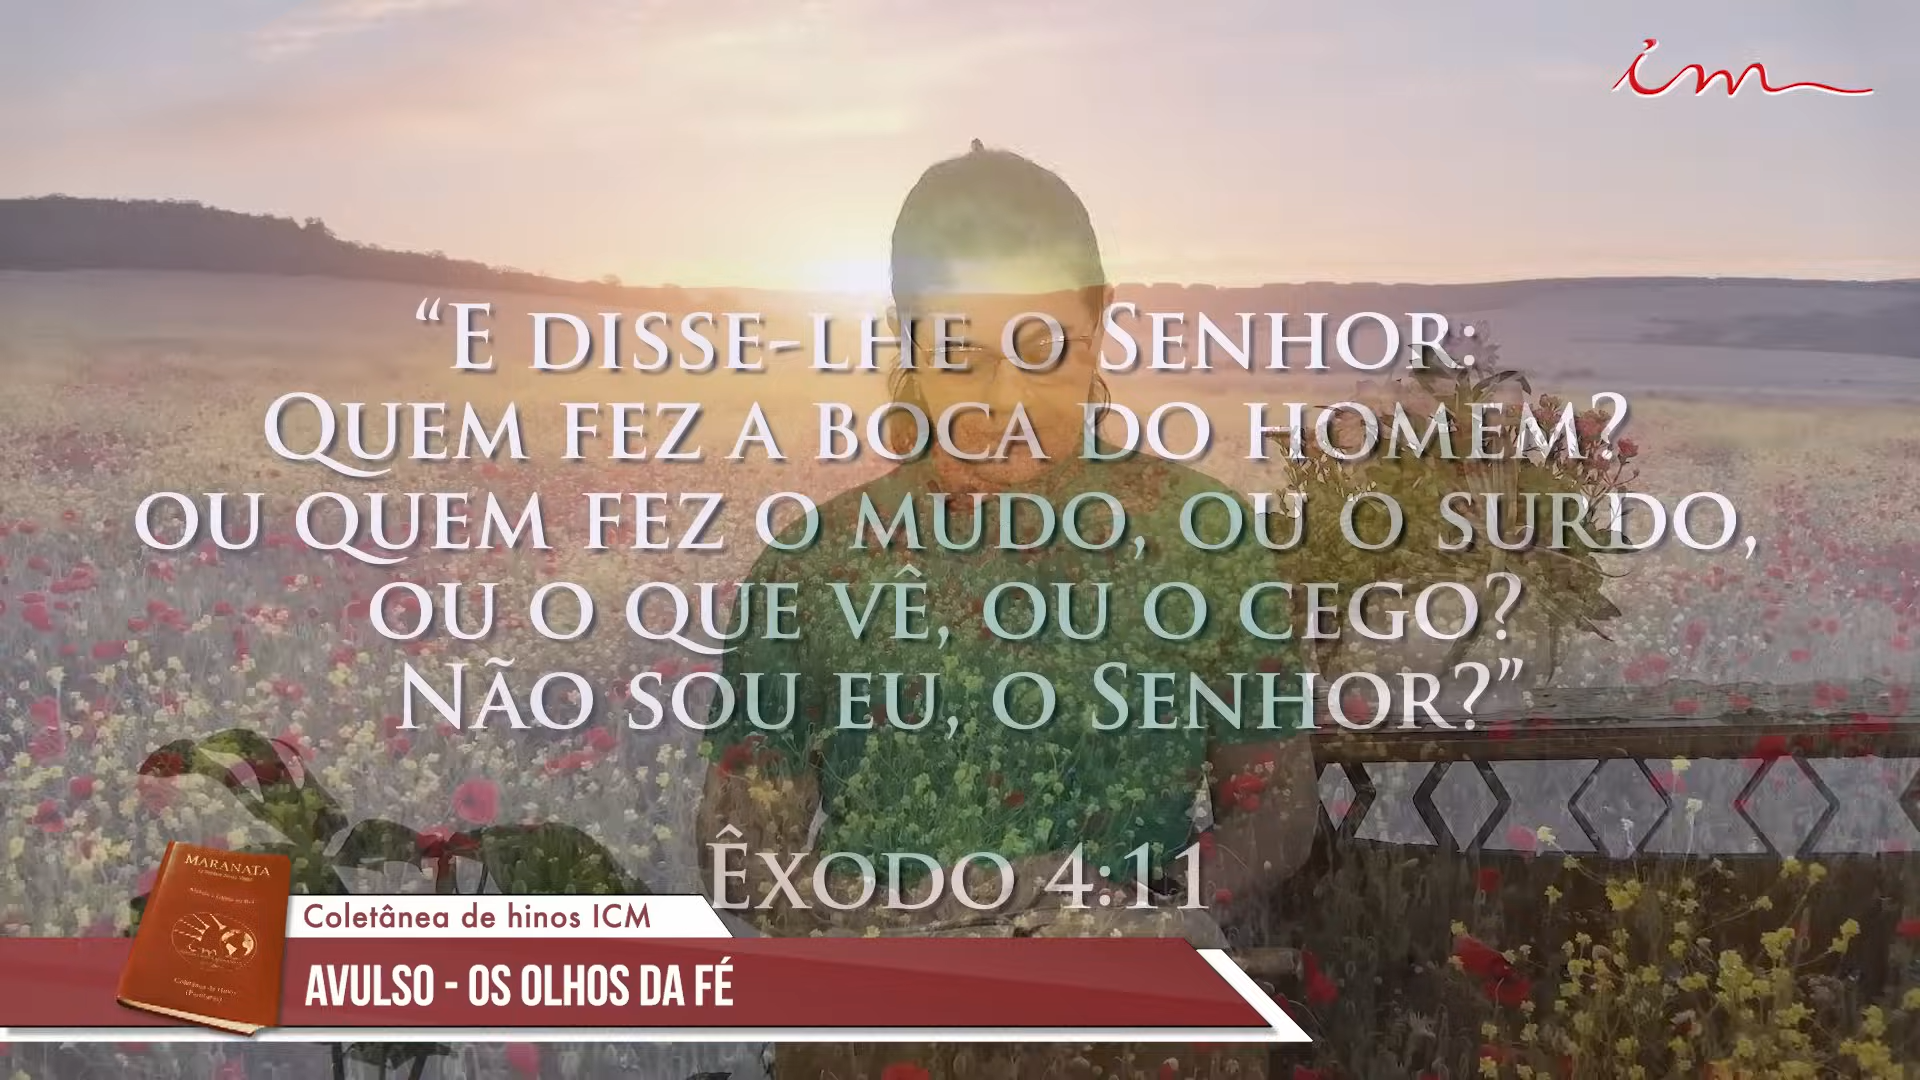 im
“E DISSE-LHE O SENHOR:
QUEM FEZ A BOCA DO HOMEM?
OU QUEM FEZ O MUDO, OU O SURDO,
OU O QUE VÊ, OU O CEGO?
NÃO SOU EU, O SENHOR?”
ÊXODO 4:11
MARANATA
Coletânea de hinos ICM
AVULSO - OS OLHOS DA FÉ